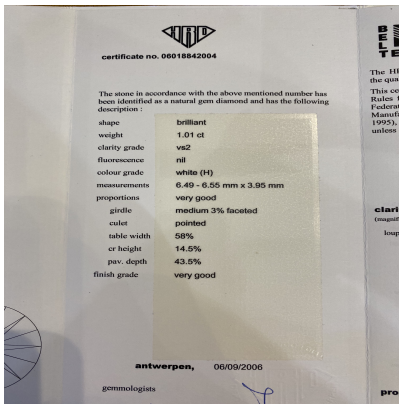 HRD
certificate no. 06018842004
The stone in accordance with the above mentioned number has
been identified as a natural gem diamond and has the following
description :
shape brilliant
weight 1.01 ct
clarity grade vs2
fluorescence nil
colour grade white (H)
measurements 6.49 - 6.55 mm x 3.95 mm
proportions very good
girdle medium 3% faceted
culet pointed
table width 58%
cr height 14.5%
pav. depth 43.5%
finish grade very good
antwerpen, 06/09/2006
gemmologists
The
the qua
This ce
Rules
Federa
Manuf
1995),
unless
clari
(magni
loup
pro